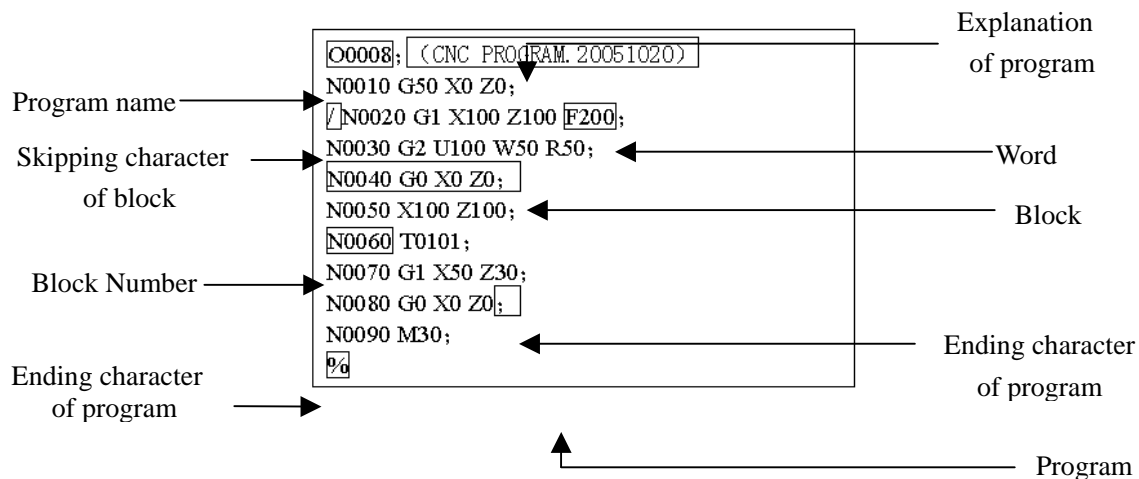 Explanation
of program
O0008; (CNC PROGRAM.20051020)
N0010 G50 X0 Z0;
Program name
/ N0020 G1 X100 Z100 F200;
Skipping character
of block
N0030 G2 U100 W50 R50;
Word
N0040 G0 X0 Z0;
N0050 X100 Z100;
Block
N0060 T0101;
Block Number
N0070 G1 X50 Z30;
N0080 G0 X0 Z0;
N0090 M30;
Ending character
of program
%
Ending character
of program
Program